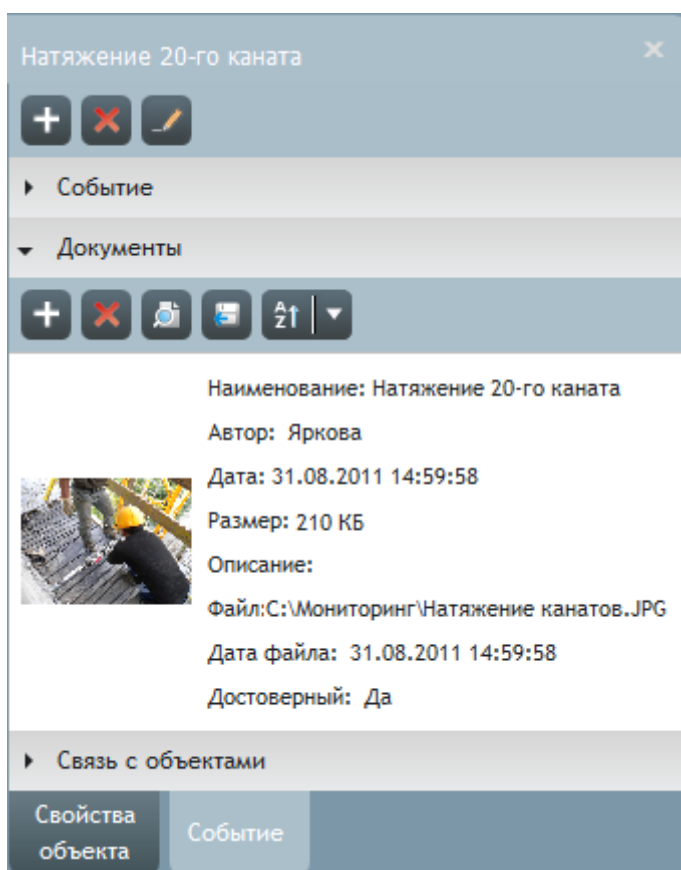 Натяжение 20-го каната
Событие
Документы
Наименование: Натяжение 20-го каната
Автор: Яркова
Дата: 31.08.2011 14:59:58
Размер: 210 КБ
Описание:
Файл:C:\Мониторинг\Натяжение канатов.JPG
Дата файла: 31.08.2011 14:59:58
Достоверный: Да
Связь с объектами
Свойства
объекта
Событие